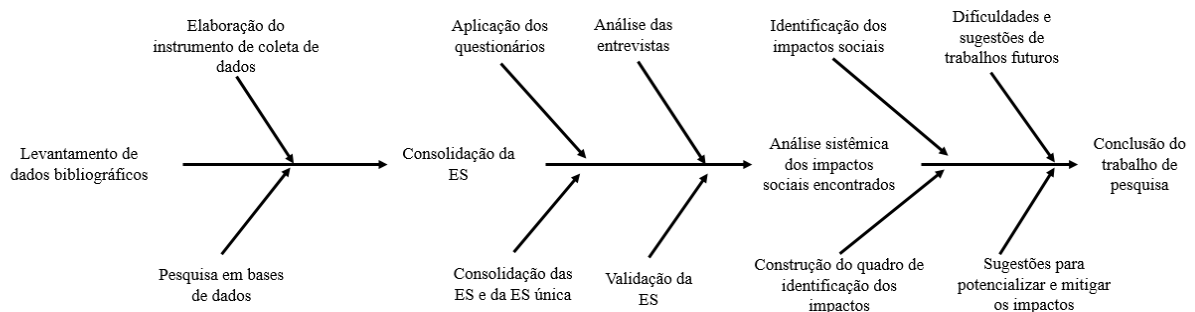 Elaboração do
instrumento de coleta de
dados
Aplicação dos
questionários
Análise das
entrevistas
Identificação dos
impactos sociais
Dificuldades e
sugestões de
trabalhos futuros
Levantamento de
dados bibliográficos
Consolidação da
ES
Análise sistêmica
dos impactos
sociais encontrados
Conclusão do
trabalho de
pesquisa
Pesquisa em bases
de dados
Consolidação das
ES e da ES única
Validação da
ES
Construção do quadro de
identificação dos
impactos
Sugestões para
potencializar e mitigar
os impactos